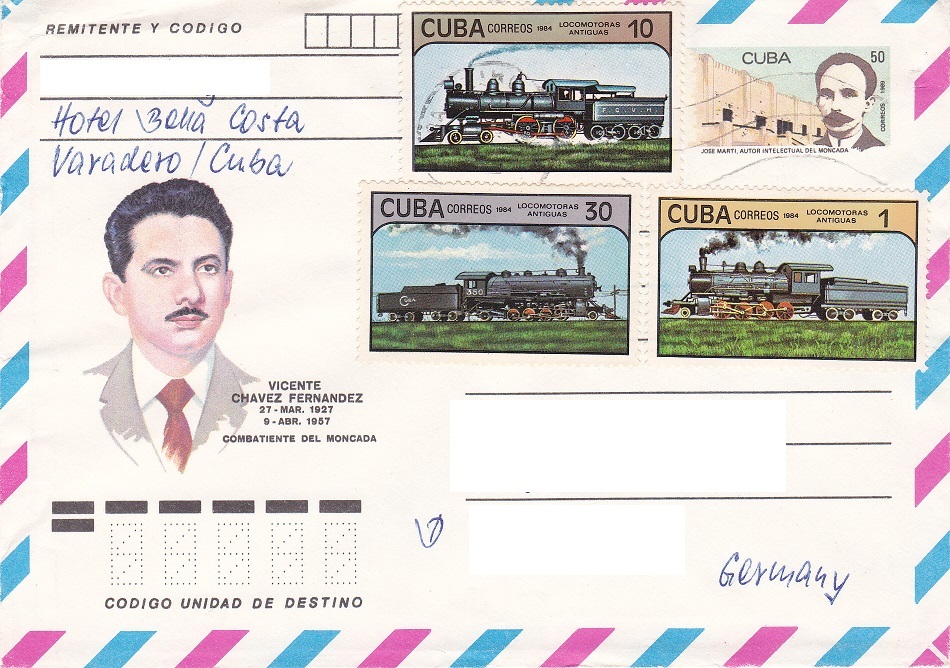 REMITENTE Y CODIGO
Hotel Bella Costa
Varadero / Cuba
CUBA CORREOS 1984 LOCOMOTORAS ANTIGUAS 10
F.C.U.H.
CUBA 50
CORREOS 1989
JOSE MARTI, AUTOR INTELECTUAL DEL MONCADA
CUBA CORREOS 1984 LOCOMOTORAS ANTIGUAS 30
CUBA 350
CUBA CORREOS 1984 LOCOMOTORAS ANTIGUAS 1
VICENTE
CHAVEZ FERNANDEZ
27 - MAR. 1927
9 - ABR. 1957
COMBATIENTE DEL MONCADA
Germany
CODIGO UNIDAD DE DESTINO